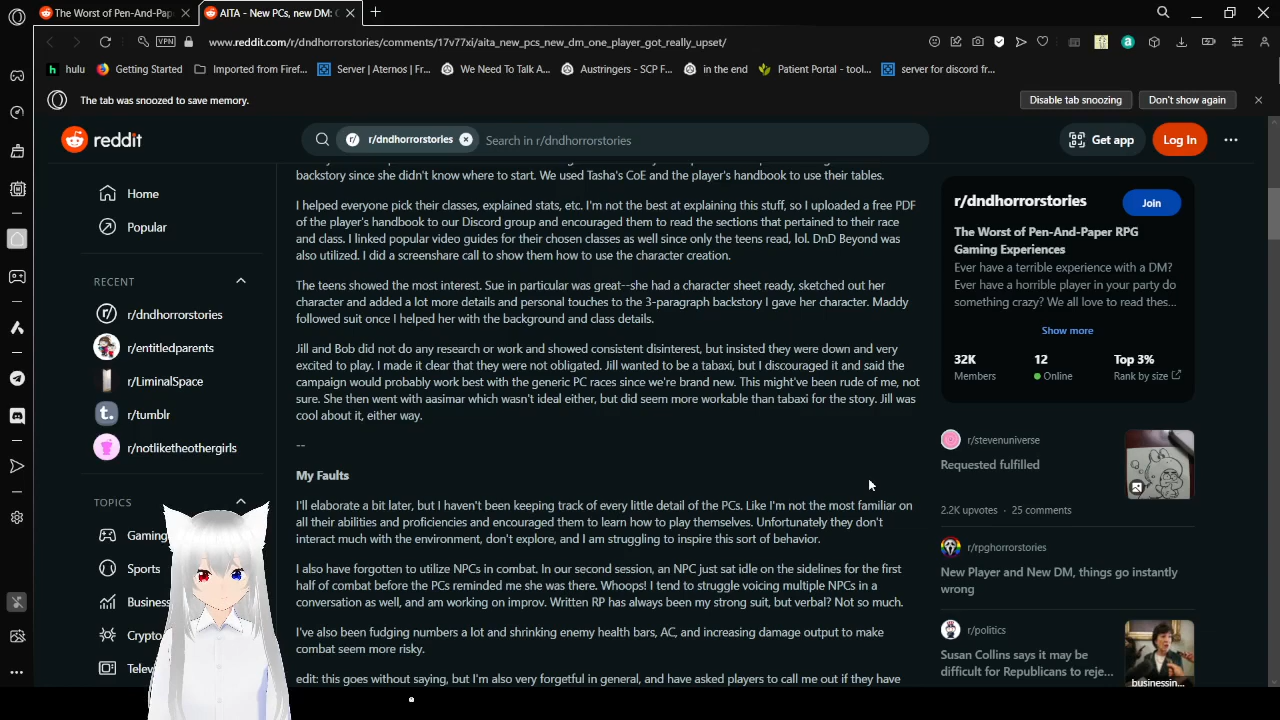 The Worst of Pen-And-Pape
AITA - New PCs, new DM:
VPN
www.reddit.com/r/dndhorrorstories/comments/17v77xi/aita_new_pcs_new_dm_one_player_got_really_upset/
hulu
Getting Started
Imported from Firef...
Server | Aternos | Fr...
We Need To Talk A...
Austringers - SCP F...
in the end
Patient Portal - tool...
server for discord fr...
The tab was snoozed to save memory.
Disable tab snoozing
Don't show again
reddit
r/dndhorrorstories
Search in r/dndhorrorstories
Get app
Log In
Home
Popular
RECENT
r/dndhorrorstories
r/entitledparents
r/LiminalSpace
r/tumblr
r/notliketheothergirls
TOPICS
Gaming
Sports
Business
Crypto
Telev
backstory since she didn't know where to start. We used Tasha's CoE and the player's handbook to use their tables.
I helped everyone pick their classes, explained stats, etc. I'm not the best at explaining this stuff, so I uploaded a free PDF
of the player's handbook to our Discord group and encouraged them to read the sections that pertained to their race
and class. I linked popular video guides for their chosen classes as well since only the teens read, lol. DnD Beyond was
also utilized. I did a screenshare call to show them how to use the character creation.
The teens showed the most interest. Sue in particular was great--she had a character sheet ready, sketched out her
character and added a lot more details and personal touches to the 3-paragraph backstory I gave her character. Maddy
followed suit once I helped her with the background and class details.
Jill and Bob did not do any research or work and showed consistent disinterest, but insisted they were down and very
excited to play. I made it clear that they were not obligated. Jill wanted to be a tabaxi, but I discouraged it and said the
campaign would probably work best with the generic PC races since we're brand new. This might've been rude of me, not
sure. She then went with aasimar which wasn't ideal either, but did seem more workable than tabaxi for the story. Jill was
cool about it, either way.
--
My Faults
I'll elaborate a bit later, but I haven't been keeping track of every little detail of the PCs. Like I'm not the most familiar on
all their abilities and proficiencies and encouraged them to learn how to play themselves. Unfortunately they don't
interact much with the environment, don't explore, and I am struggling to inspire this sort of behavior.
I also have forgotten to utilize NPCs in combat. In our second session, an NPC just sat idle on the sidelines for the first
half of combat before the PCs reminded me she was there. Whoops! I tend to struggle voicing multiple NPCs in a
conversation as well, and am working on improv. Written RP has always been my strong suit, but verbal? Not so much.
I've also been fudging numbers a lot and shrinking enemy health bars, AC, and increasing damage output to make
combat seem more risky.
edit: this goes without saying, but I'm also very forgetful in general, and have asked players to call me out if they have
r/dndhorrorstories
Join
The Worst of Pen-And-Paper RPG
Gaming Experiences
Ever have a terrible experience with a DM?
Ever have a horrible player in your party do
something crazy? We all love to read thes...
Show more
32K
Members
12
Online
Top 3%
Rank by size
r/stevenuniverse
Requested fulfilled
2.2K upvotes · 25 comments
r/rpghorrorstories
New Player and New DM, things go instantly
wrong
r/politics
Susan Collins says it may be
difficult for Republicans to reje...
businessin...